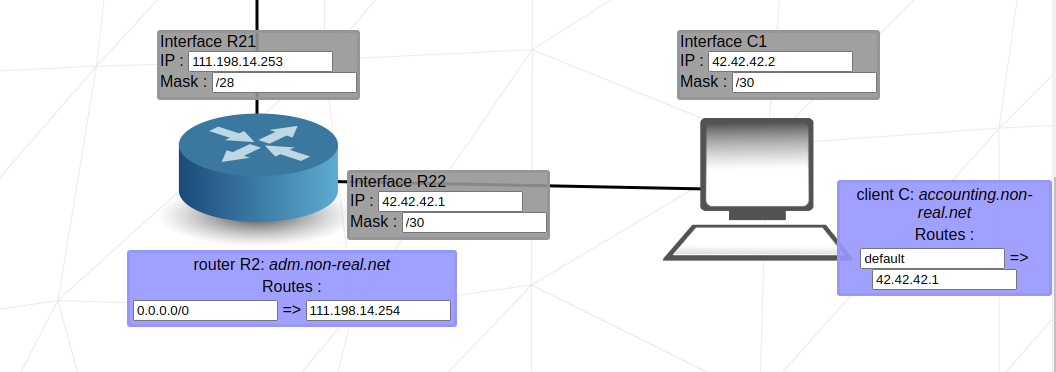 Interface R21
IP : 111.198.14.253
Mask : /28
Interface C1
IP : 42.42.42.2
Mask : /30
Interface R22
IP : 42.42.42.1
Mask : /30
client C: accounting.non-
real.net
Routes :
default =>
42.42.42.1
router R2: adm.non-real.net
Routes :
0.0.0.0/0 => 111.198.14.254